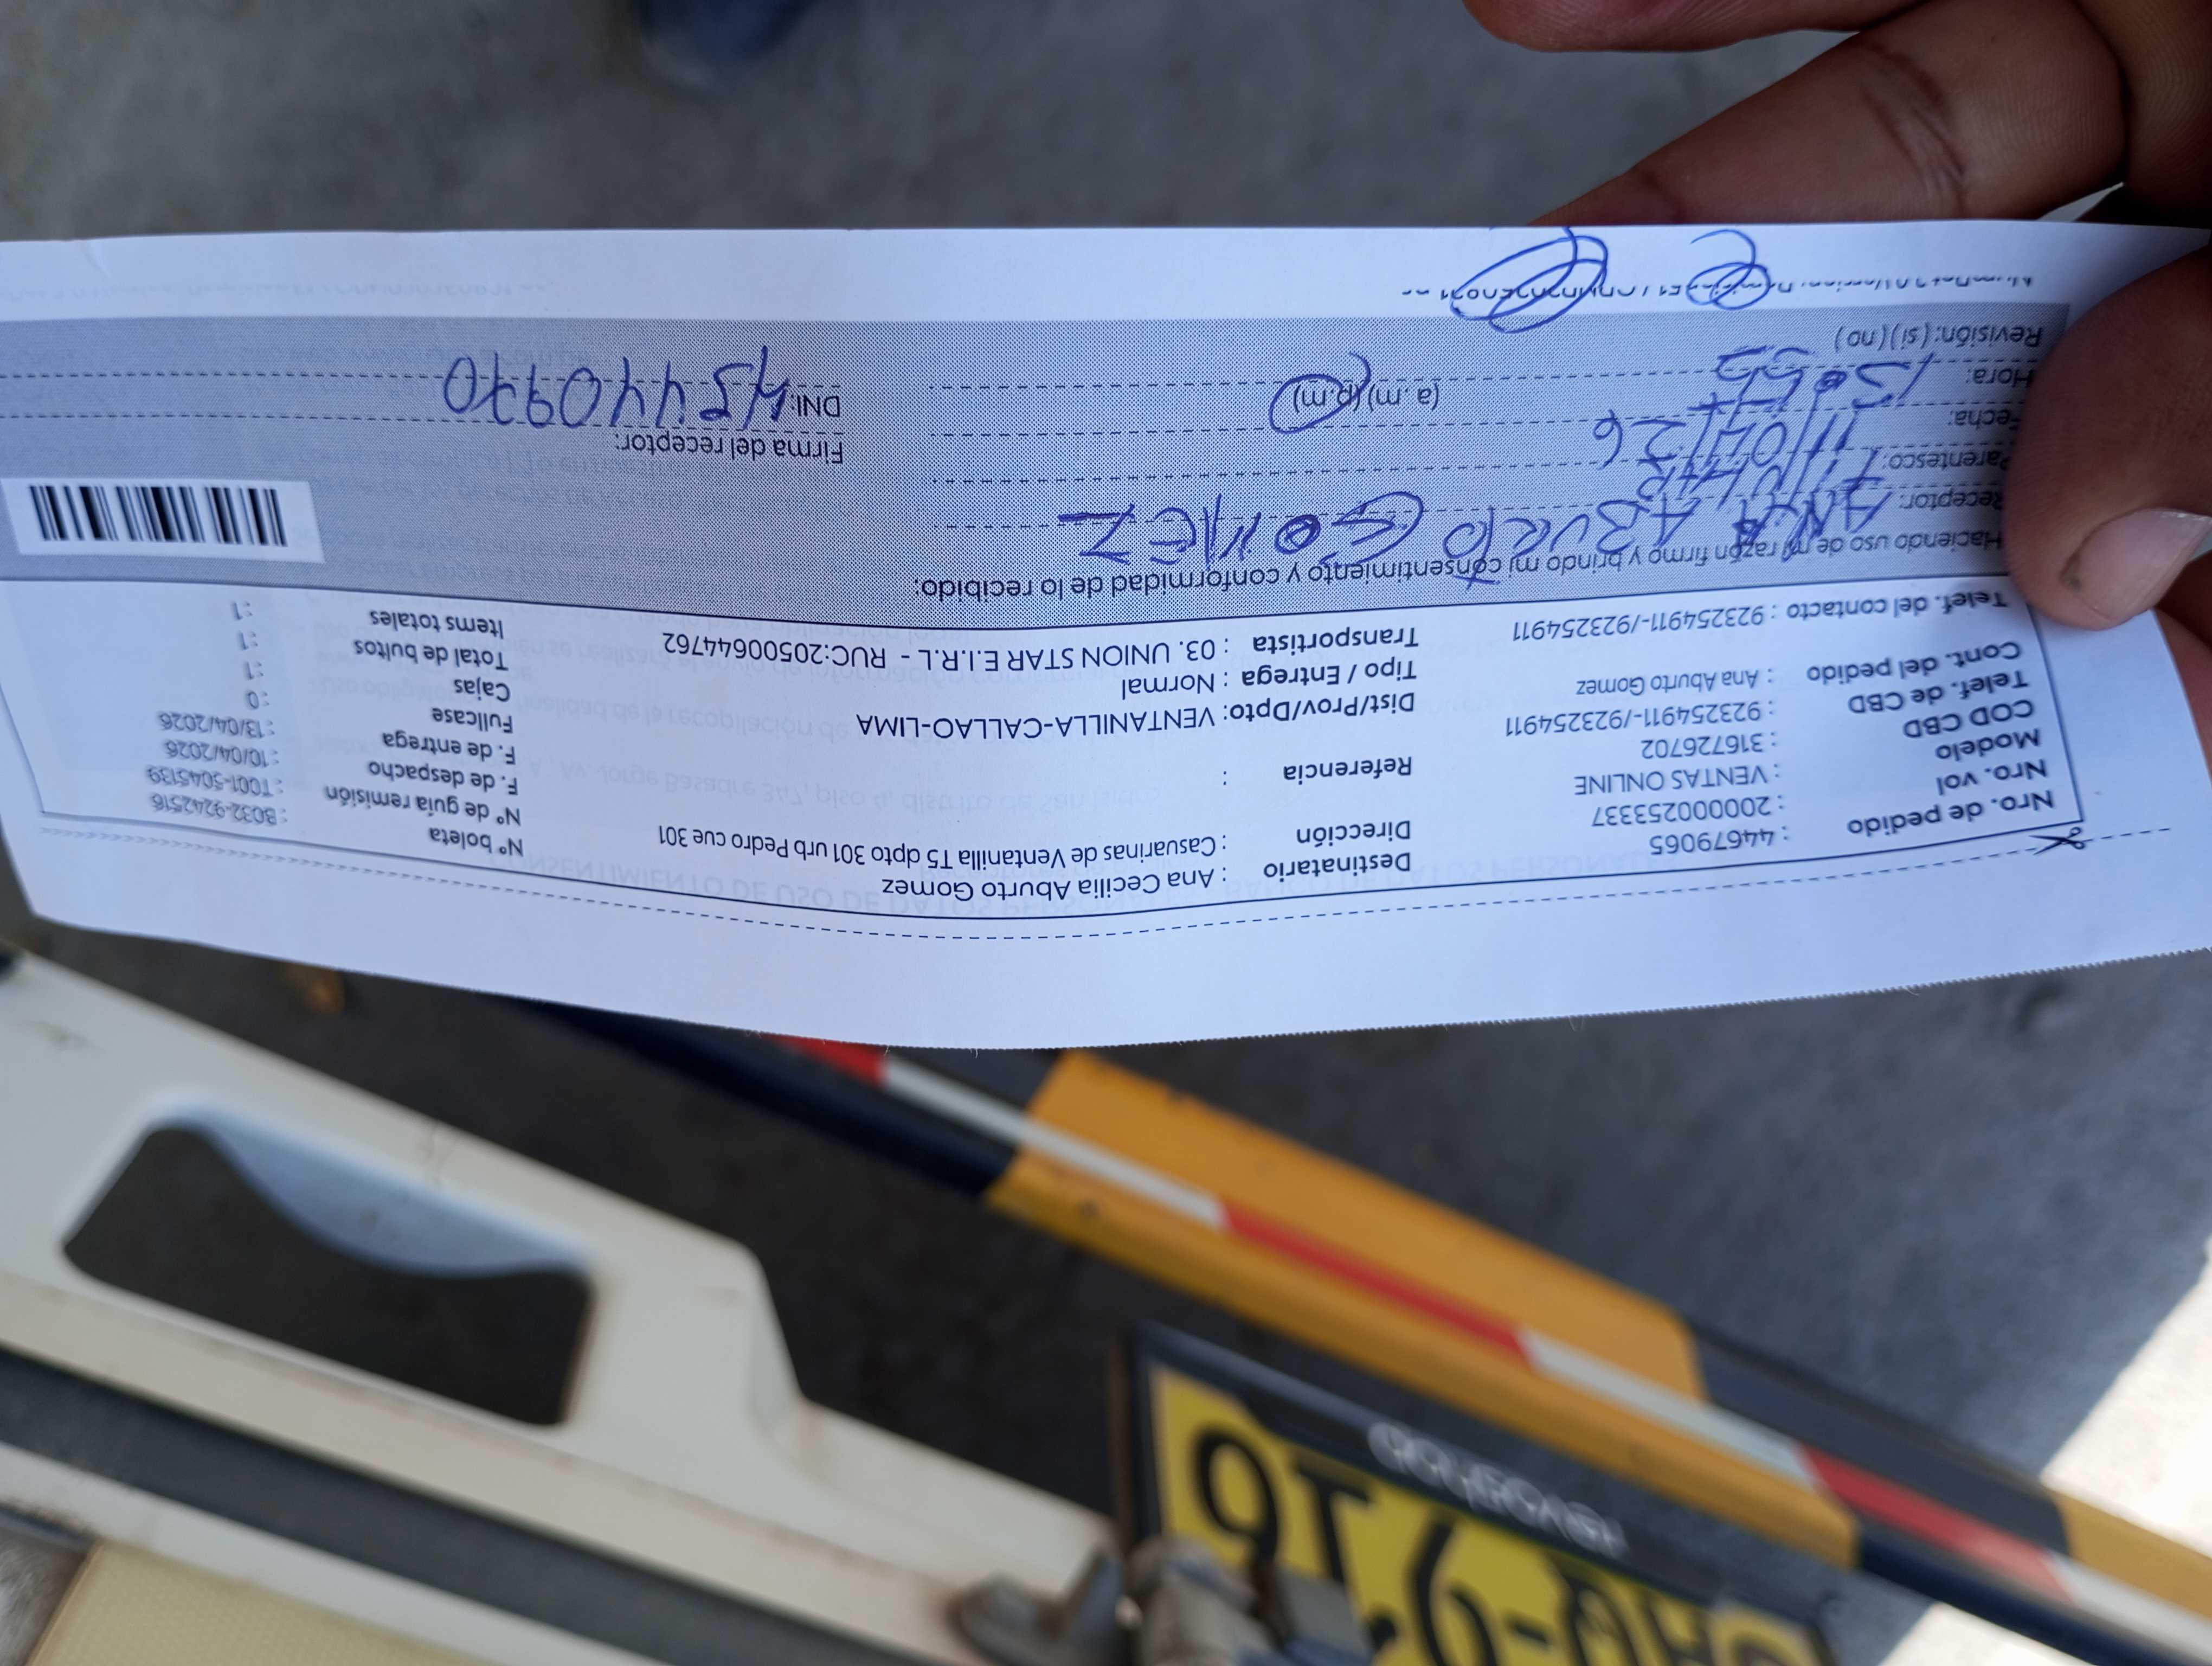 Nro. de pedido : 44679065
Nro. vol : 20000253337
Modelo : VENTAS ONLINE
COD CBD : 316726702
Telef. de CBD : 923254911-/923254911
Cont. del pedido : Ana Aburto Gomez
Telef. del contacto : 923254911-/923254911
Destinatario : Ana Cecilia Aburto Gomez
Dirección : Casuarinas de Ventanilla T5 dpto 301 urb Pedro cue 301
Referencia :
Dist/Prov/Dpto: VENTANILLA-CALLAO-LIMA
Tipo / Entrega : Normal
Transportista : 03. UNION STAR E.I.R.L - RUC:20500644762
N° boleta : B032-9242516
N° de guía remisión : T001-5045139
F. de despacho : 10/04/2026
F. de entrega : 13/04/2026
Fullcase : 0
Cajas : 1
Total de bultos : 1
Items totales : 1
Haciendo uso de mi razón firmo y brindo mi consentimiento y conformidad de lo recibido:
Receptor: ANA ABURTO GOMEZ
Parentesco: TITULAR
Fecha: 11/04/26
Hora: (a.m) (p.m)
Revisión: (si) (no)
Firma del receptor:
DNI: 45440970